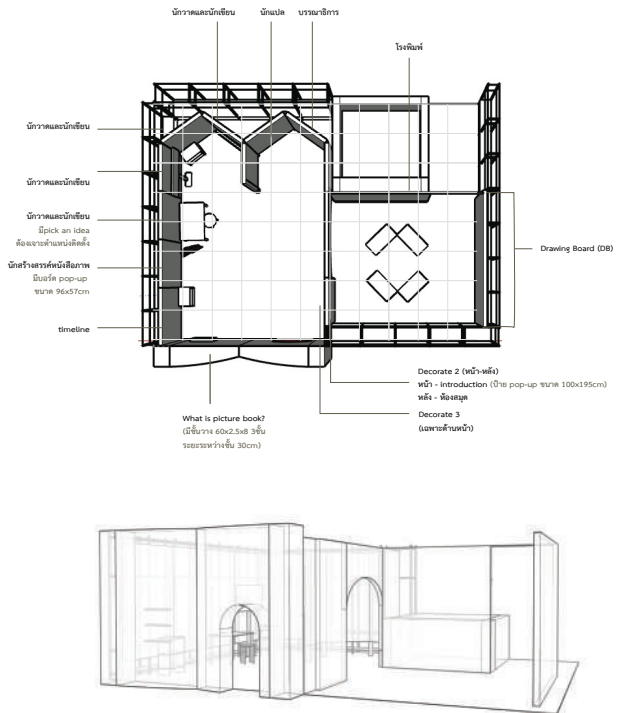 นักวาดและนักเขียน
นักแปล
บรรณาธิการ
โรงพิมพ์
นักวาดและนักเขียน
นักวาดและนักเขียน
นักวาดและนักเขียน
มีpick an idea
ต้องเจาะตำแหน่งติดตั้ง
นักสร้างสรรค์หนังสือภาพ
มีบอร์ด pop-up
ขนาด 96x57cm
timeline
Drawing Board (DB)
What is picture book?
(มีชั้นวาง 60x2.5x8 3ชั้น
ระยะระหว่างชั้น 30cm)
Decorate 2 (หน้า-หลัง)
หน้า - introduction (ป้าย pop-up ขนาด 100x195cm)
หลัง - ห้องสมุด
Decorate 3
(เฉพาะด้านหน้า)